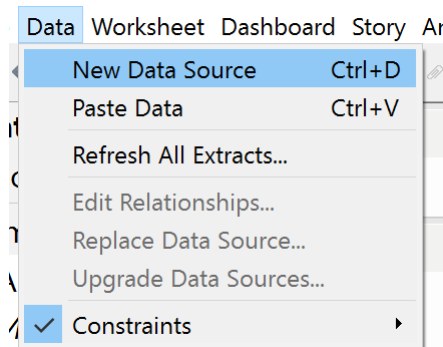 Data Worksheet Dashboard Story
New Data Source Ctrl+D
Paste Data Ctrl+V
Refresh All Extracts...
Edit Relationships...
Replace Data Source...
Upgrade Data Sources...
Constraints